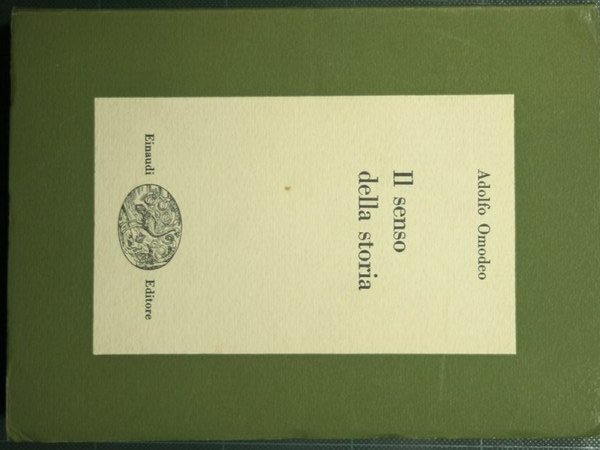 Adolfo Omodeo
Il senso
della storia
Einaudi Editore